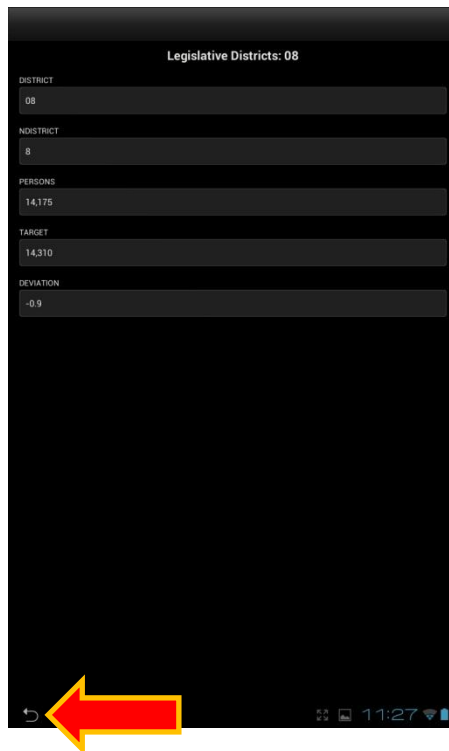 Legislative Districts: 08
DISTRICT
08
NDISTRICT
8
PERSONS
14,175
TARGET
14,310
DEVIATION
-0.9
11:27